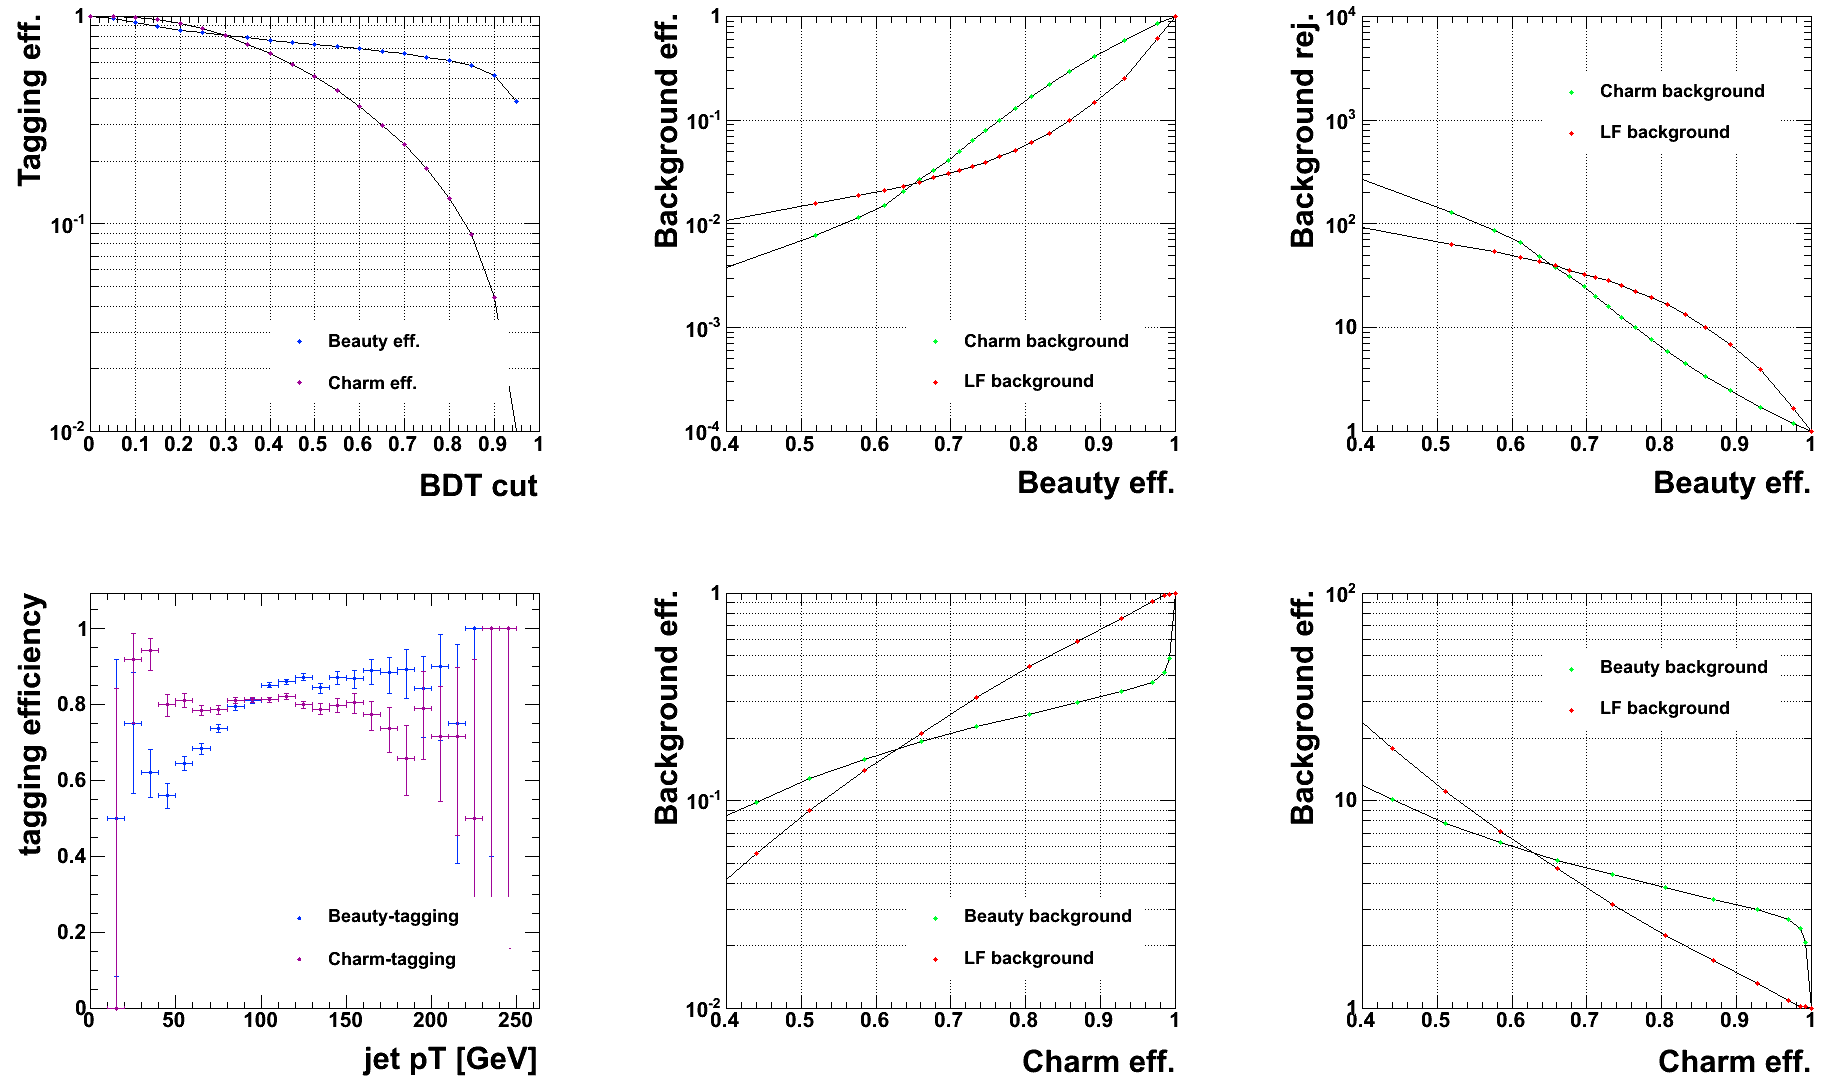 Tagging eff.
1
10-1
10-2
0 0.1 0.2 0.3 0.4 0.5 0.6 0.7 0.8 0.9 1
BDT cut
Beauty eff.
Charm eff.
Background eff.
1
10-1
10-2
10-3
10-4
0.4 0.5 0.6 0.7 0.8 0.9 1
Beauty eff.
Charm background
LF background
Background rej.
104
103
102
10
1
0.4 0.5 0.6 0.7 0.8 0.9 1
Beauty eff.
Charm background
LF background
tagging efficiency
1
0.8
0.6
0.4
0.2
0
0 50 100 150 200 250
jet pT [GeV]
Beauty-tagging
Charm-tagging
Background eff.
1
10-1
10-2
0.4 0.5 0.6 0.7 0.8 0.9 1
Charm eff.
Beauty background
LF background
Background eff.
102
10
1
0.4 0.5 0.6 0.7 0.8 0.9 1
Charm eff.
Beauty background
LF background